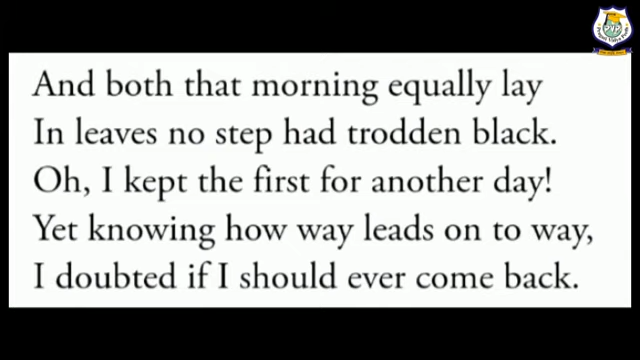 And both that morning equally lay
In leaves no step had trodden black.
Oh, I kept the first for another day!
Yet knowing how way leads on to way,
I doubted if I should ever come back.